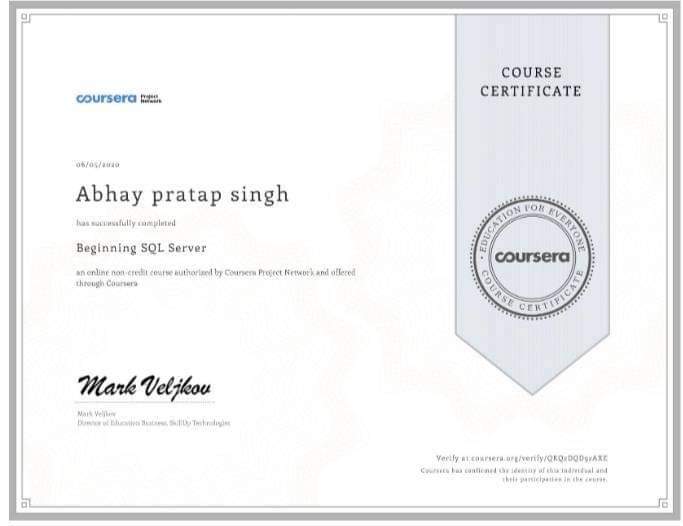 COURSE
CERTIFICATE
coursera Project Network
06/05/2020
Abhay pratap singh
has successfully completed
Beginning SQL Server
an online non-credit course authorized by Coursera Project Network and offered
through Coursera
EDUCATION FOR EVERYONE
coursera
COURSE CERTIFICATE
Mark Veljkov
Mark Veljkov
Director of Education Business, SkillUp Technologies
Verify at coursera.org/verify/
Coursera has confirmed the identity of this individual and
their participation in the course.